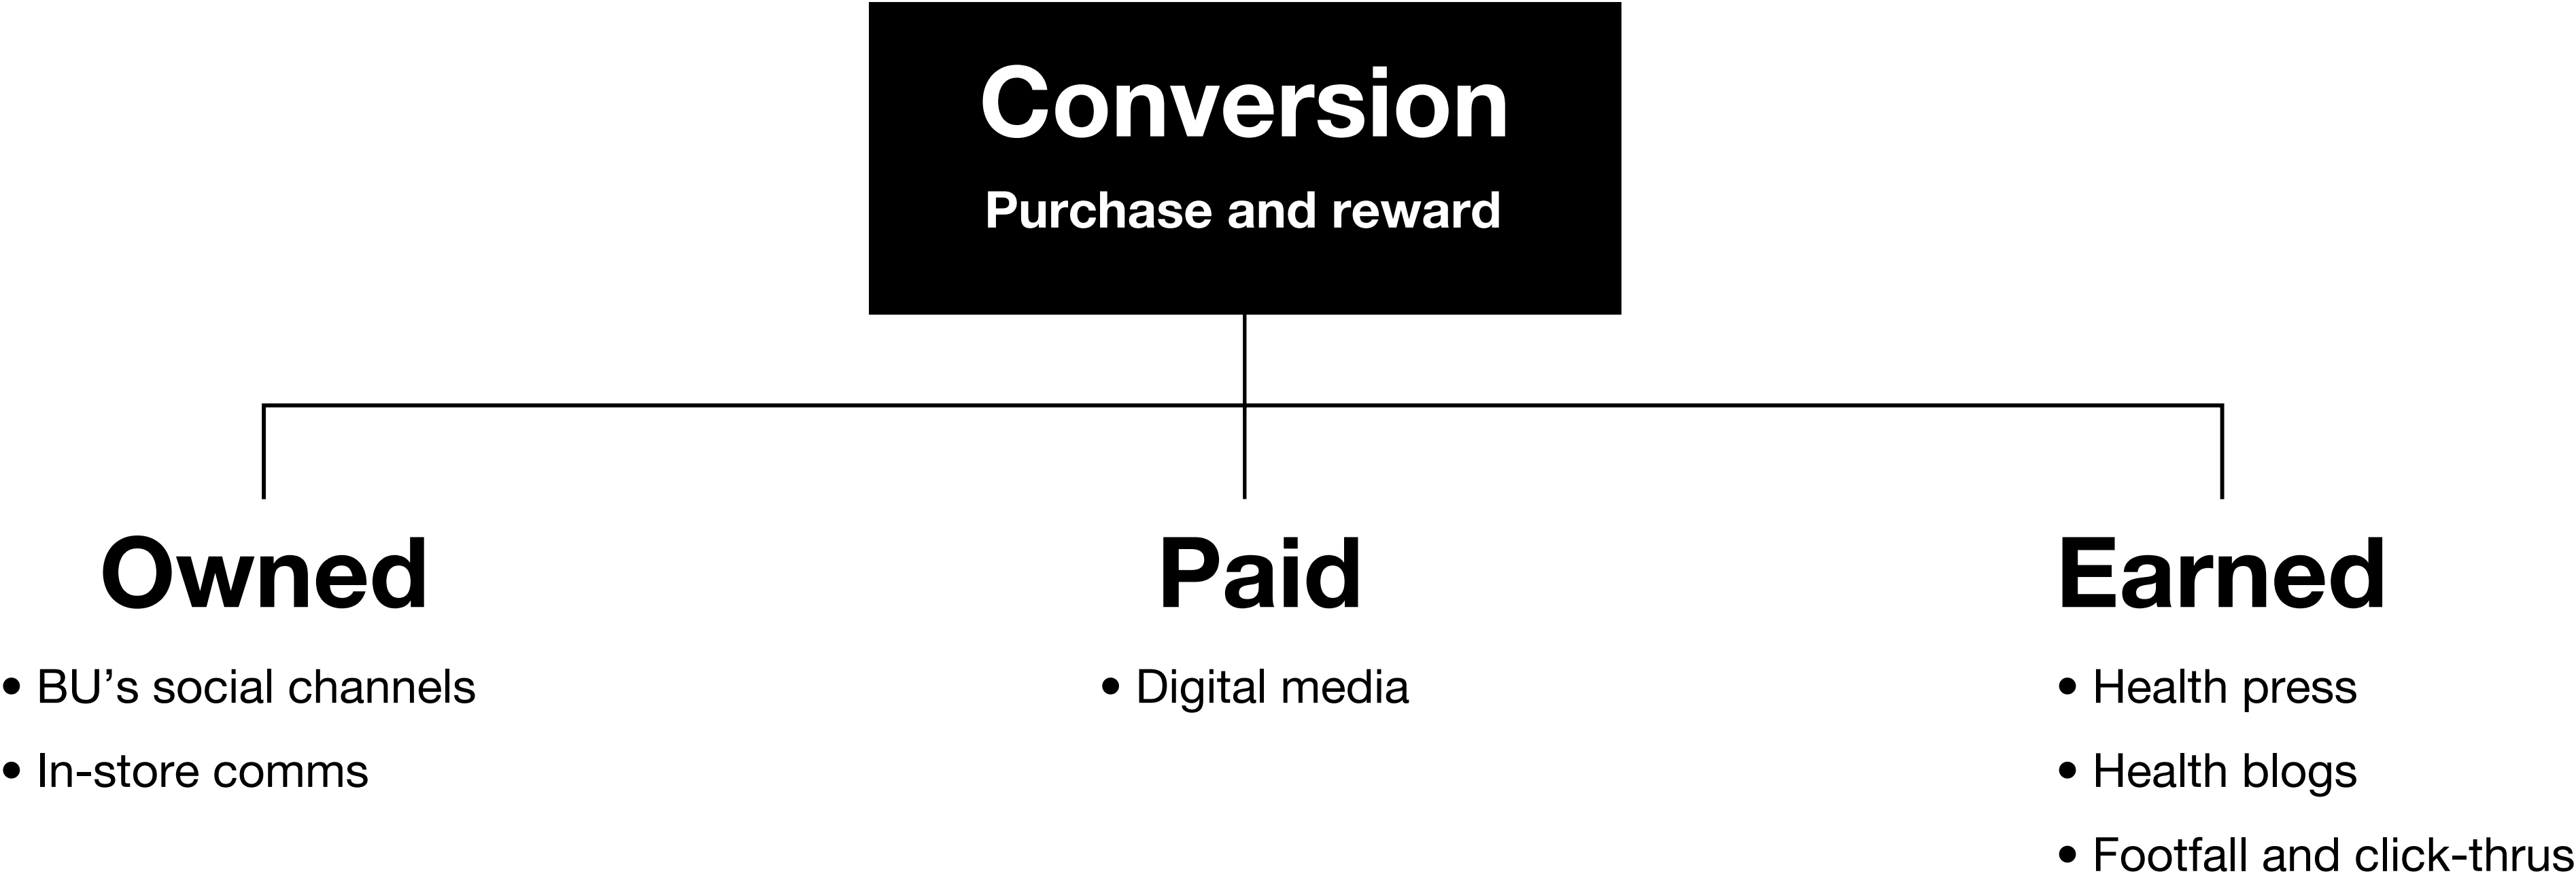 Conversion
Purchase and reward
Owned
• BU’s social channels
• In-store comms
Paid
• Digital media
Earned
• Health press
• Health blogs
• Footfall and click-thrus